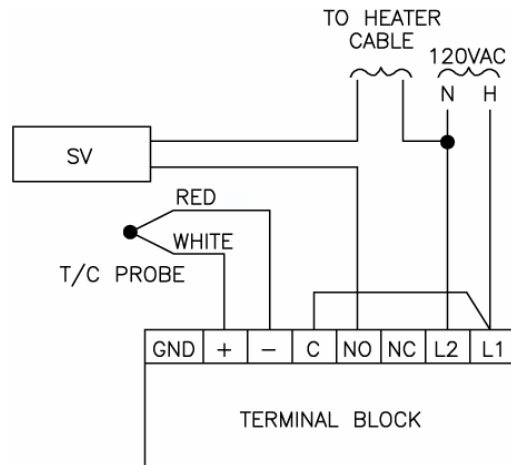 TO HEATER
CABLE
120VAC
N H
SV
RED
WHITE
T/C PROBE
GND + − C NO NC L2 L1
TERMINAL BLOCK